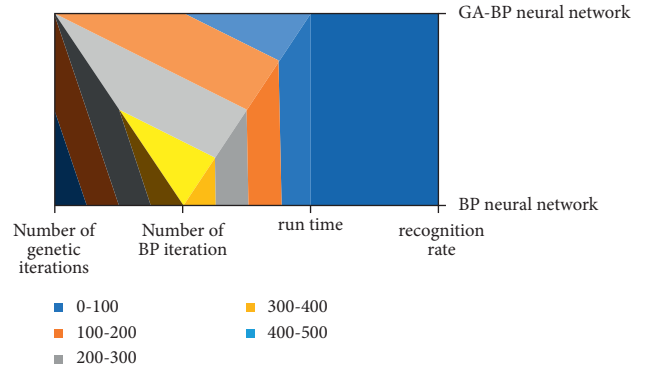 GA-BP neural network
BP neural network
Number of
genetic
iterations
Number of
BP iteration
run time
recognition
rate
0-100
100-200
200-300
300-400
400-500